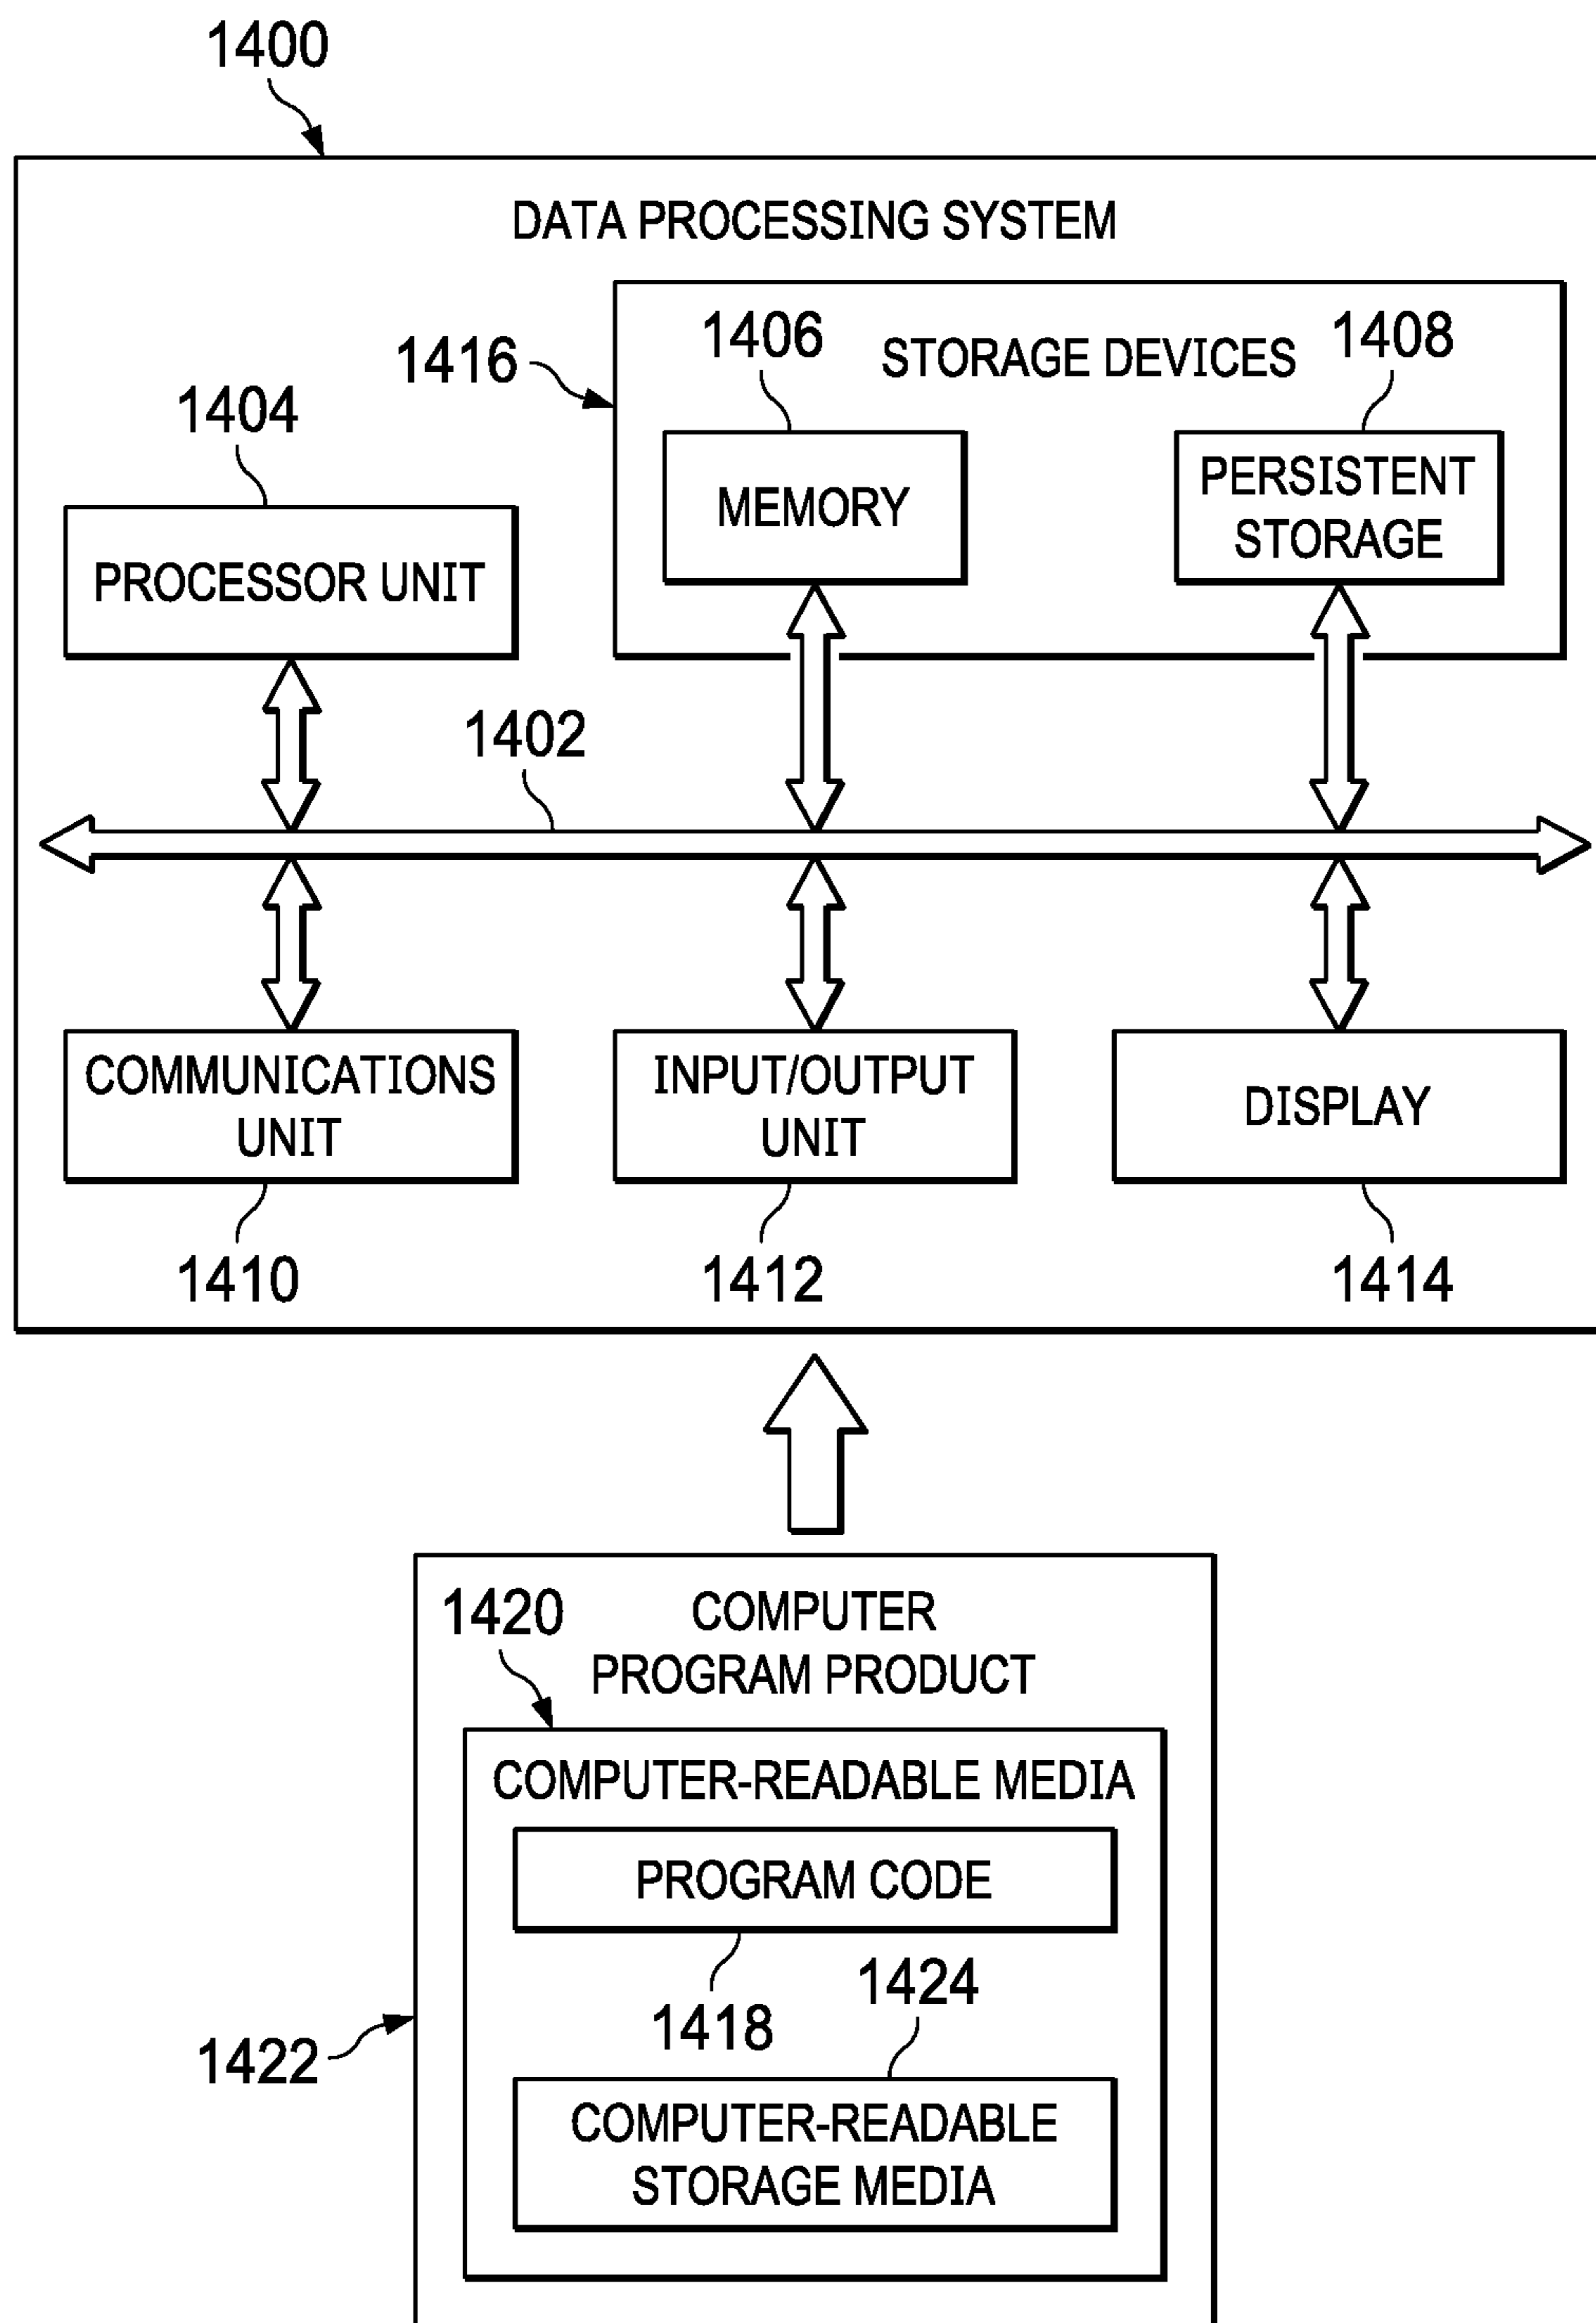 1400
DATA PROCESSING SYSTEM
1416
1406
STORAGE DEVICES
1408
1404
MEMORY
PERSISTENT
STORAGE
PROCESSOR UNIT
1402
COMMUNICATIONS
UNIT
INPUT/OUTPUT
UNIT
DISPLAY
1410
1412
1414
1420
COMPUTER
PROGRAM PRODUCT
COMPUTER-READABLE MEDIA
PROGRAM CODE
1418
1424
1422
COMPUTER-READABLE
STORAGE MEDIA